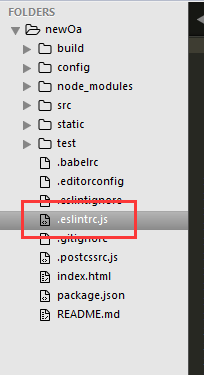 FOLDERS
newOa
build
config
node_modules
src
static
test
.babelrc
.editorconfig
.eslintignore
.eslintrc.js
.gitignore
.postcssrc.js
index.html
package.json
README.md